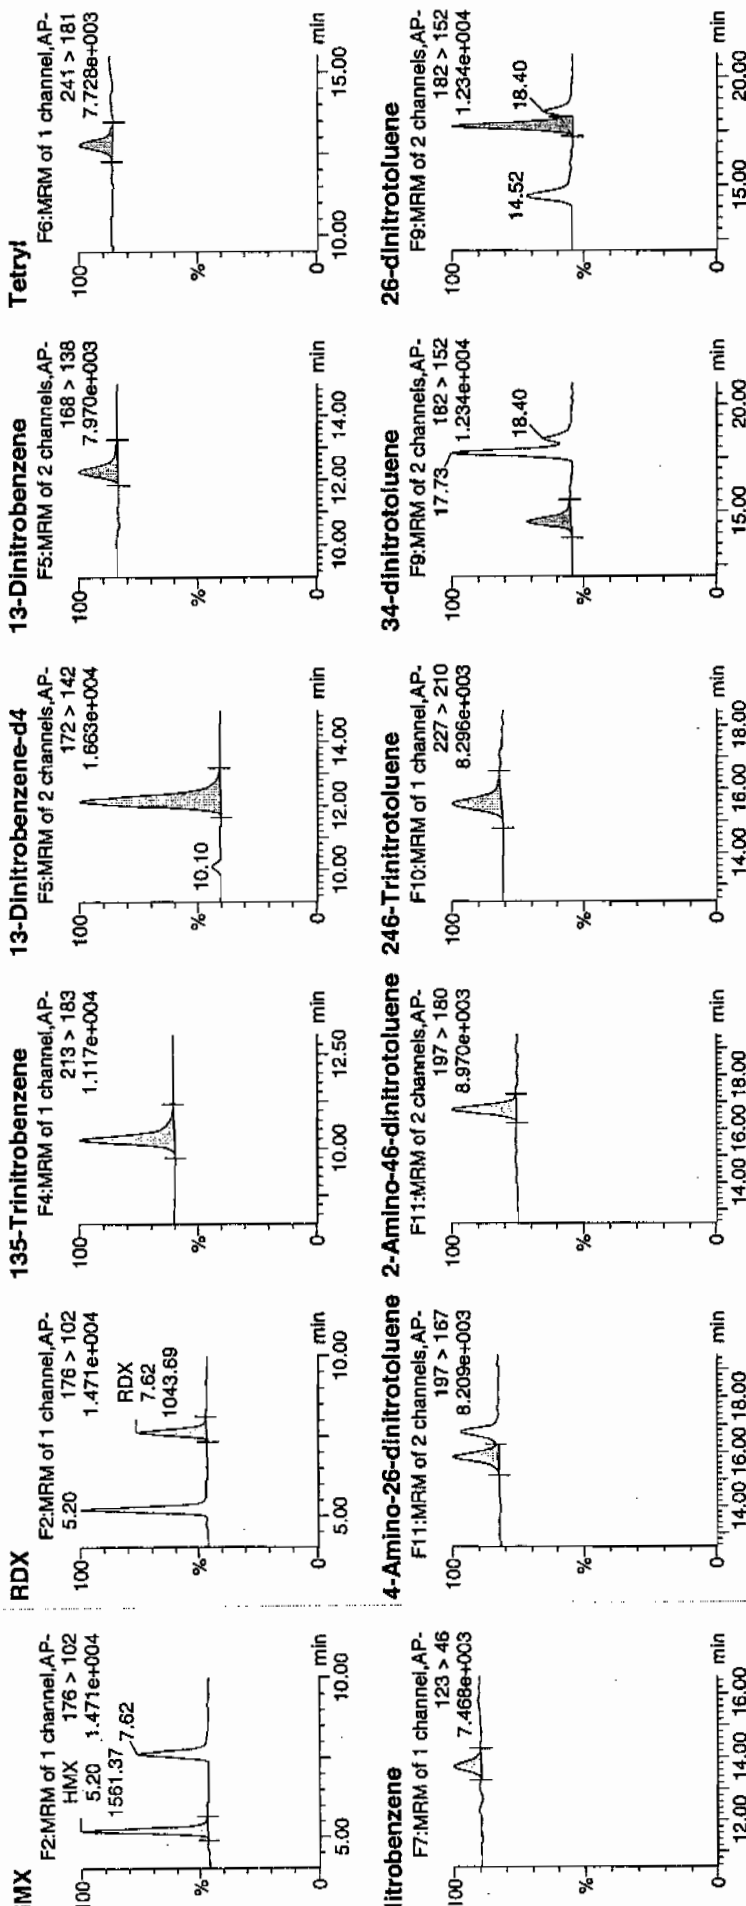 MX
F2:MRM of 1 channel,AP-
HMX 176 > 102
5.20 1.471e+004
1561.37
7.62
100
%
0
5.00 10.00 min
RDX
F2:MRM of 1 channel,AP-
5.20 176 > 102
1.471e+004
RDX
7.62
1043.69
100
%
0
5.00 10.00 min
135-Trinitrobenzene
F4:MRM of 1 channel,AP-
213 > 183
1.117e+004
100
%
0
10.00 12.50 min
13-Dinitrobenzene-d4
F5:MRM of 2 channels,AP-
172 > 142
1.663e+004
10.10
100
%
0
10.00 12.00 14.00 min
13-Dinitrobenzene
F5:MRM of 2 channels,AP-
168 > 138
7.970e+003
100
%
0
10.00 12.00 14.00 min
Tetryl
F6:MRM of 1 channel,AP-
241 > 181
7.728e+003
100
%
0
10.00 15.00 min
litrobenzene
F7:MRM of 1 channel,AP-
123 > 46
7.468e+003
100
%
0
12.00 14.00 16.00 min
4-Amino-26-dinitrotoluene
F11:MRM of 2 channels,AP-
197 > 167
8.209e+003
100
%
0
14.00 16.00 18.00 min
2-Amino-46-dinitrotoluene
F11:MRM of 2 channels,AP-
197 > 180
8.970e+003
100
%
0
14.00 16.00 18.00 min
246-Trinitrotoluene
F10:MRM of 1 channel,AP-
227 > 210
8.296e+003
100
%
0
14.00 16.00 18.00 min
34-dinitrotoluene
F9:MRM of 2 channels,AP-
17.73 182 > 152
1.234e+004
18.40
100
%
0
15.00 20.00 min
26-dinitrotoluene
F9:MRM of 2 channels,AP-
182 > 152
1.234e+004
14.52
18.40
100
%
0
15.00 20.00 min